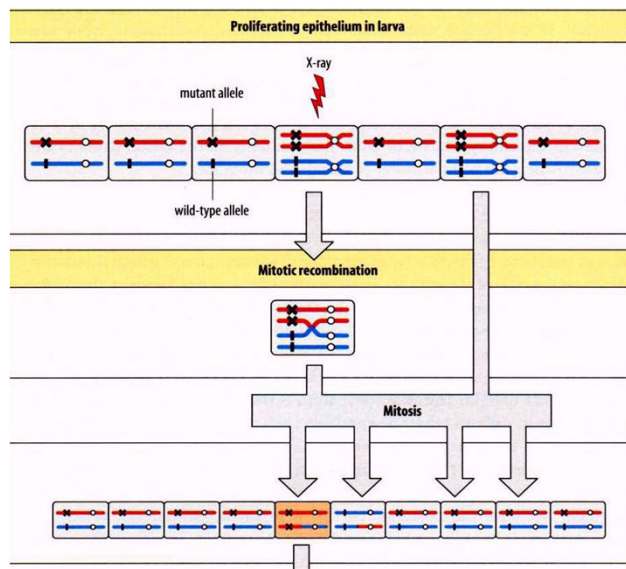 Proliferating epithelium in larva
X-ray
mutant allele
wild-type allele
Mitotic recombination
Mitosis